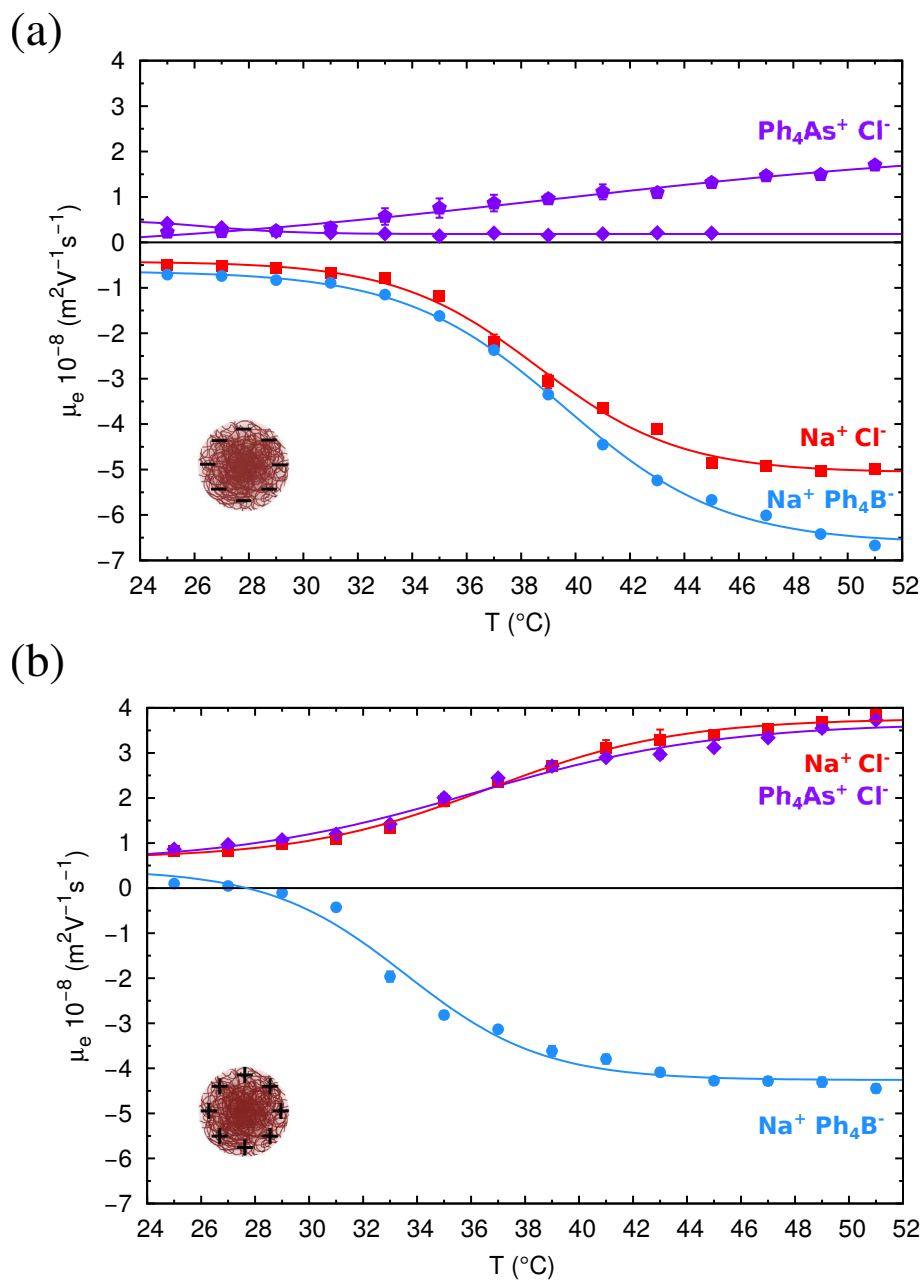 (a)
4
3
2
1
0
−1
−2
−3
−4
−5
−6
−7
μe 10−8 (m2V−1s−1)
Ph4As+ Cl-
Na+ Cl-
Na+ Ph4B-
24 26 28 30 32 34 36 38 40 42 44 46 48 50 52
T (°C)
(b)
4
3
2
1
0
−1
−2
−3
−4
−5
−6
−7
μe 10−8 (m2V−1s−1)
Na+ Cl-
Ph4As+ Cl-
Na+ Ph4B-
24 26 28 30 32 34 36 38 40 42 44 46 48 50 52
T (°C)